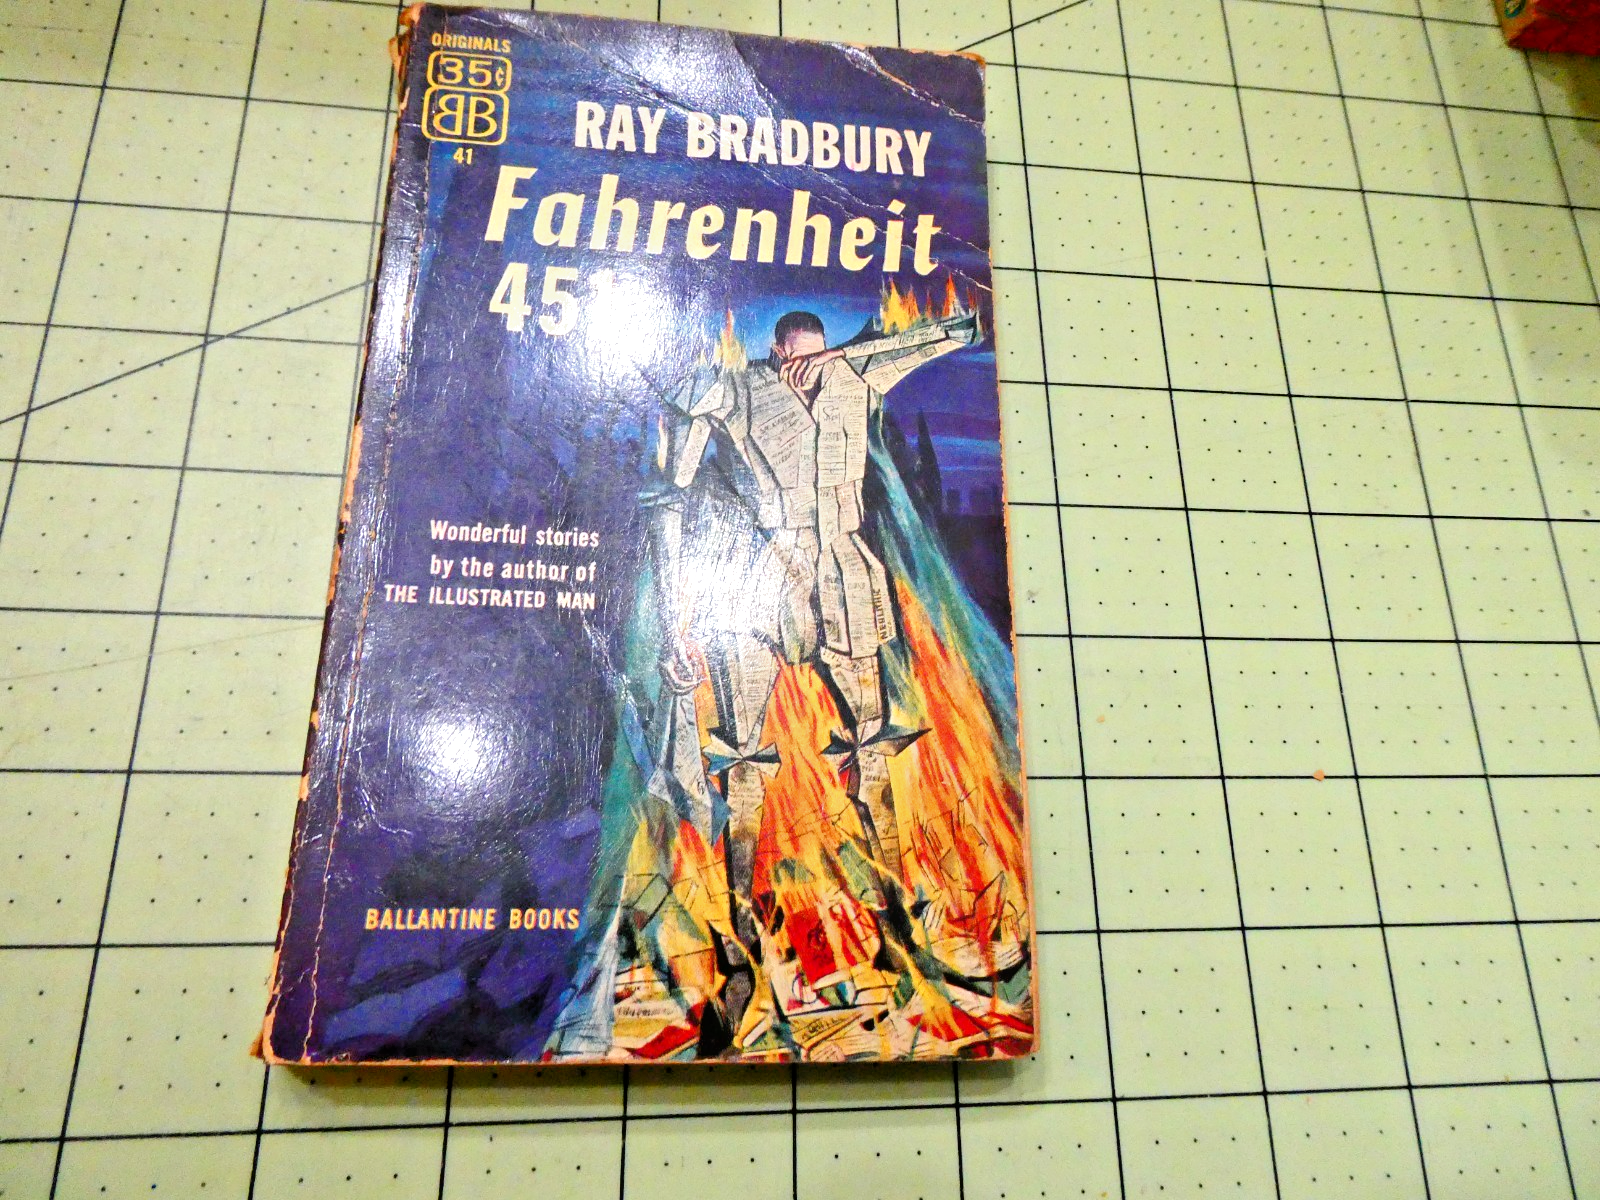 ORIGINALS
35¢
BB
41
RAY BRADBURY
Fahrenheit
45
Wonderful stories
by the author of
THE ILLUSTRATED MAN
BALLANTINE BOOKS